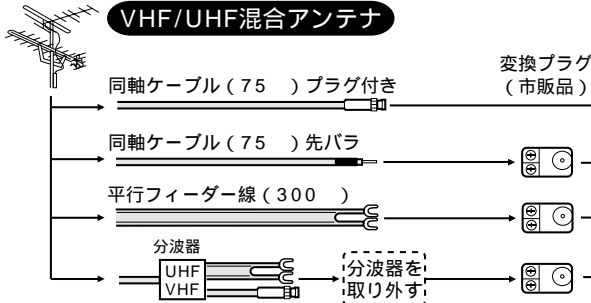 VHF/UHF混合アンテナ
変換プラグ
（市販品）
同軸ケーブル（75　）プラグ付き
同軸ケーブル（75　）先バラ
平行フィーダー線（300　）
分波器
UHF
VHF
分波器を
取り外す